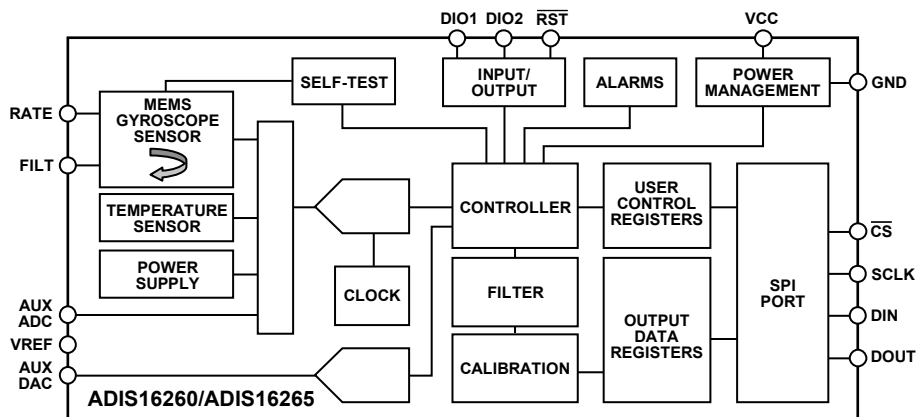 DIO1 DIO2 RST VCC
SELF-TEST
INPUT/
OUTPUT
ALARMS
POWER
MANAGEMENT
GND
RATE
MEMS
GYROSCOPE
SENSOR
FILT
TEMPERATURE
SENSOR
CONTROLLER
USER
CONTROL
REGISTERS
CS
POWER
SUPPLY
CLOCK
FILTER
SPI
PORT
SCLK
AUX
ADC
OUTPUT
DATA
REGISTERS
DIN
VREF
AUX
DAC
CALIBRATION
DOUT
ADIS16260/ADIS16265